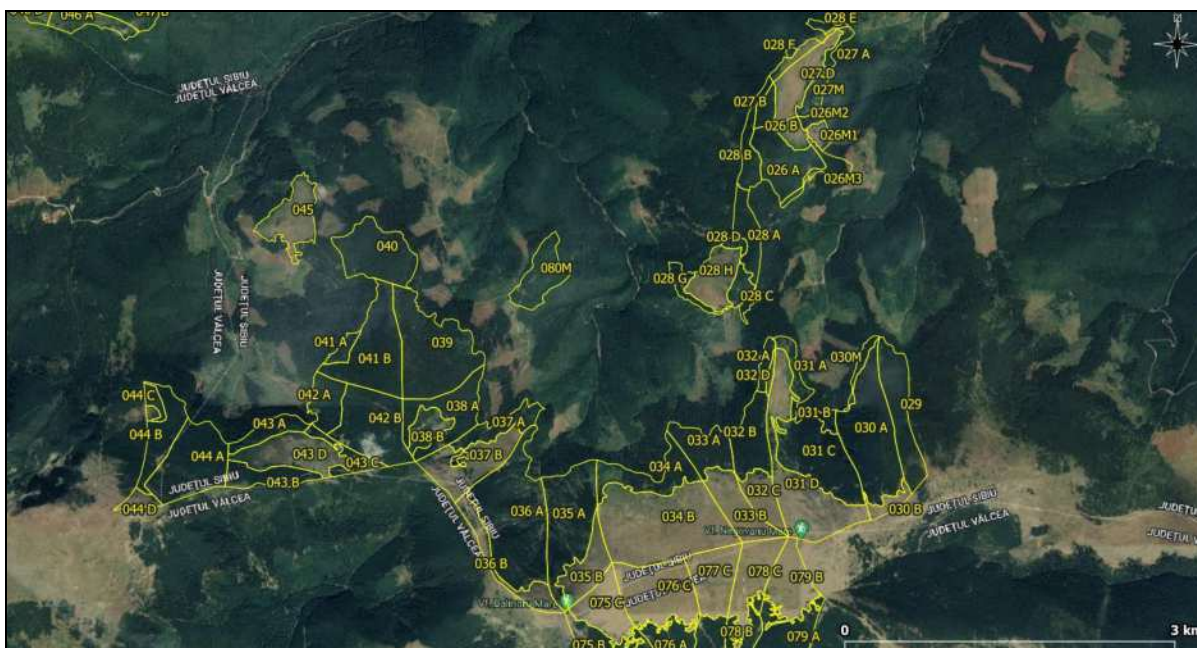 046 A
047 B
028 E
028 F
027 A
JUDEȚUL SIBIU
JUDEȚUL VÂLCEA
027 D
027M
027 B
026M2
026 B
026M1
028 B
026 A
026M3
045
040
028 D
028 A
080M
028 G
028 H
028 C
JUDEȚUL VÂLCEA
JUDEȚUL SIBIU
041 A
041 B
039
032 A
032 D
031 A
030M
044 C
042 A
038 A
029
044 B
043 A
042 B
037 A
031 B
030 A
038 B
033 A
032 B
044 A
043 D
043 C
037 B
034 A
031 C
043 B
JUDEȚUL SIBIU
JUDEȚUL VÂLCEA
032 C
031 D
044 D
JUDEȚUL SIBIU
JUDEȚUL VÂLCEA
036 A
035 A
034 B
033 B
030 B
JUDEȚUL SIBIU
JUDEȚUL VÂLCEA
JUDEȚUL
036 B
035 B
JUDEȚUL SIBIU
JUDEȚUL VÂLCEA
077 C
078 C
079 B
076 C
075 C
075 B
076 A
078 B
079 A
0
3 km